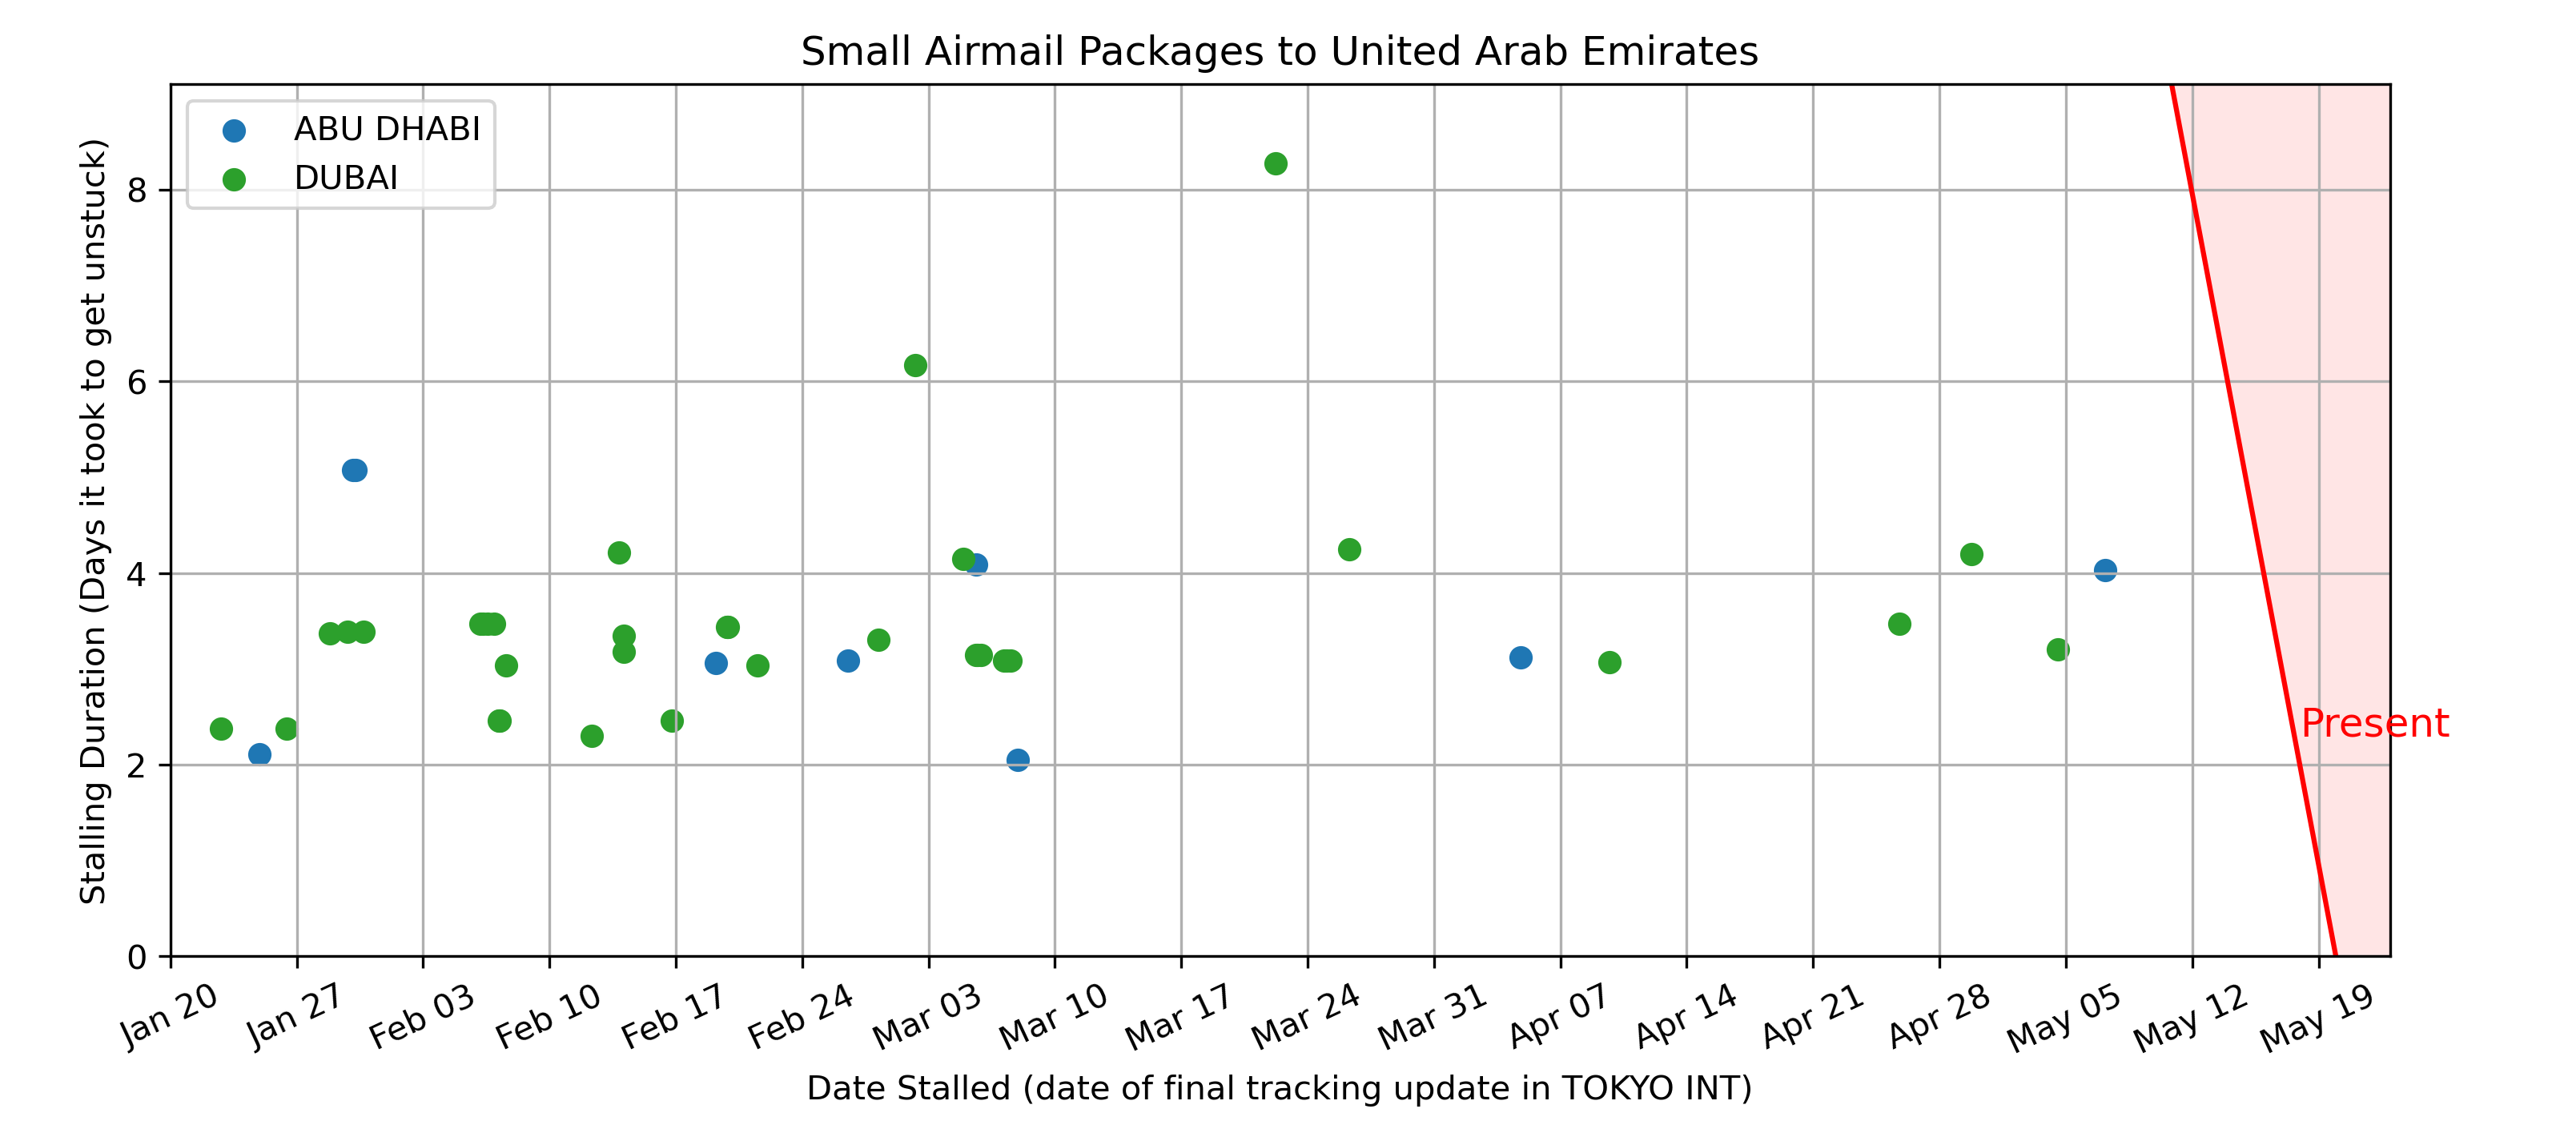 Small Airmail Packages to United Arab Emirates
ABU DHABI
DUBAI
Stalling Duration (Days it took to get unstuck)
8
6
4
2
0
Present
Jan 20
Jan 27
Feb 03
Feb 10
Feb 17
Feb 24
Mar 03
Mar 10
Mar 17
Mar 24
Mar 31
Apr 07
Apr 14
Apr 21
Apr 28
May 05
May 12
May 19
Date Stalled (date of final tracking update in TOKYO INT)